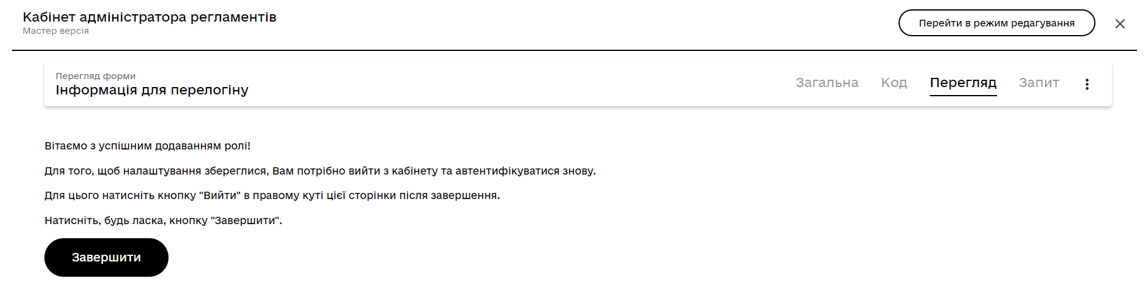 Кабінет адміністратора регламентів
Мастер версія
Перейти в режим редагування
Перегляд форми
Інформація для перелогіну
Загальна Код Перегляд Запит
Вітаємо з успішним додаванням ролі!
Для того, щоб налаштування збереглися, Вам потрібно вийти з кабінету та автентифікуватися знову.
Для цього натисніть кнопку "Вийти" в правому куті цієї сторінки після завершення.
Натисніть, будь ласка, кнопку "Завершити".
Завершити